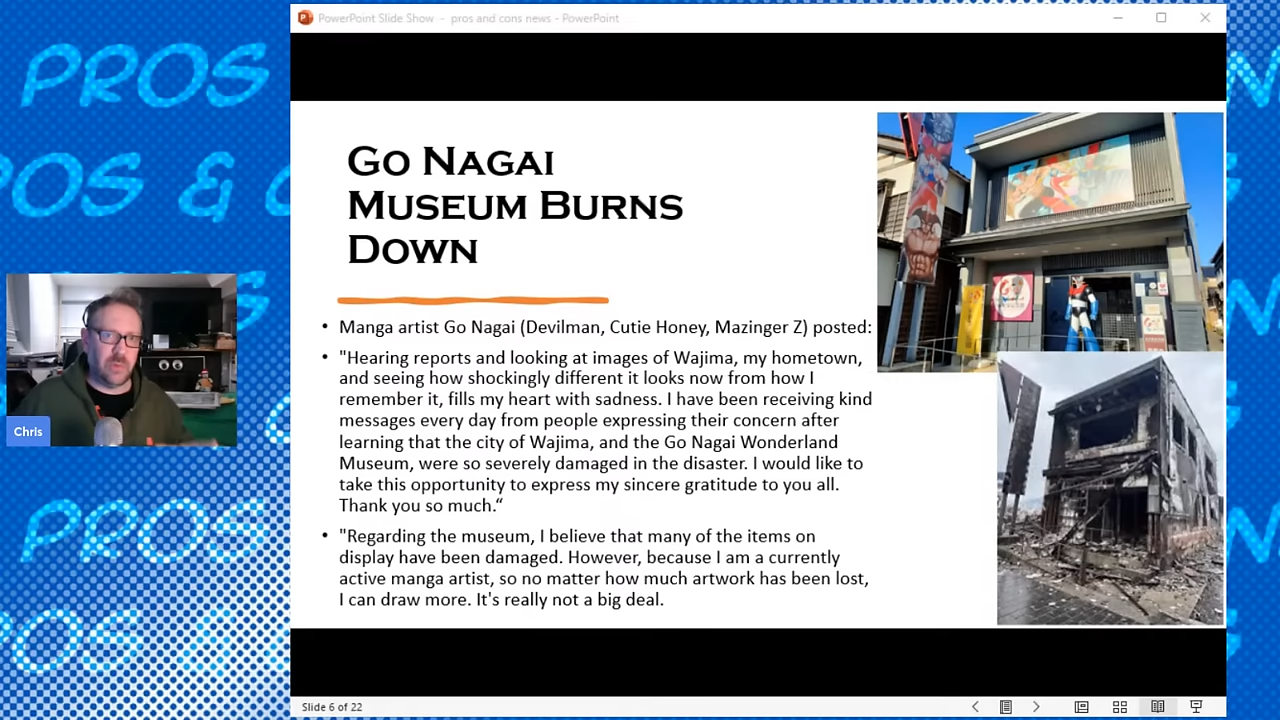 PowerPoint Slide Show - pros and cons news - PowerPoint
PROS
PROS &
Chris
PROS
Go Nagai
Museum Burns
Down
• Manga artist Go Nagai (Devilman, Cutie Honey, Mazinger Z) posted:
• "Hearing reports and looking at images of Wajima, my hometown,
and seeing how shockingly different it looks now from how I
remember it, fills my heart with sadness. I have been receiving kind
messages every day from people expressing their concern after
learning that the city of Wajima, and the Go Nagai Wonderland
Museum, were so severely damaged in the disaster. I would like to
take this opportunity to express my sincere gratitude to you all.
Thank you so much.“
• "Regarding the museum, I believe that many of the items on
display have been damaged. However, because I am a currently
active manga artist, so no matter how much artwork has been lost,
I can draw more. It's really not a big deal.
Slide 6 of 22